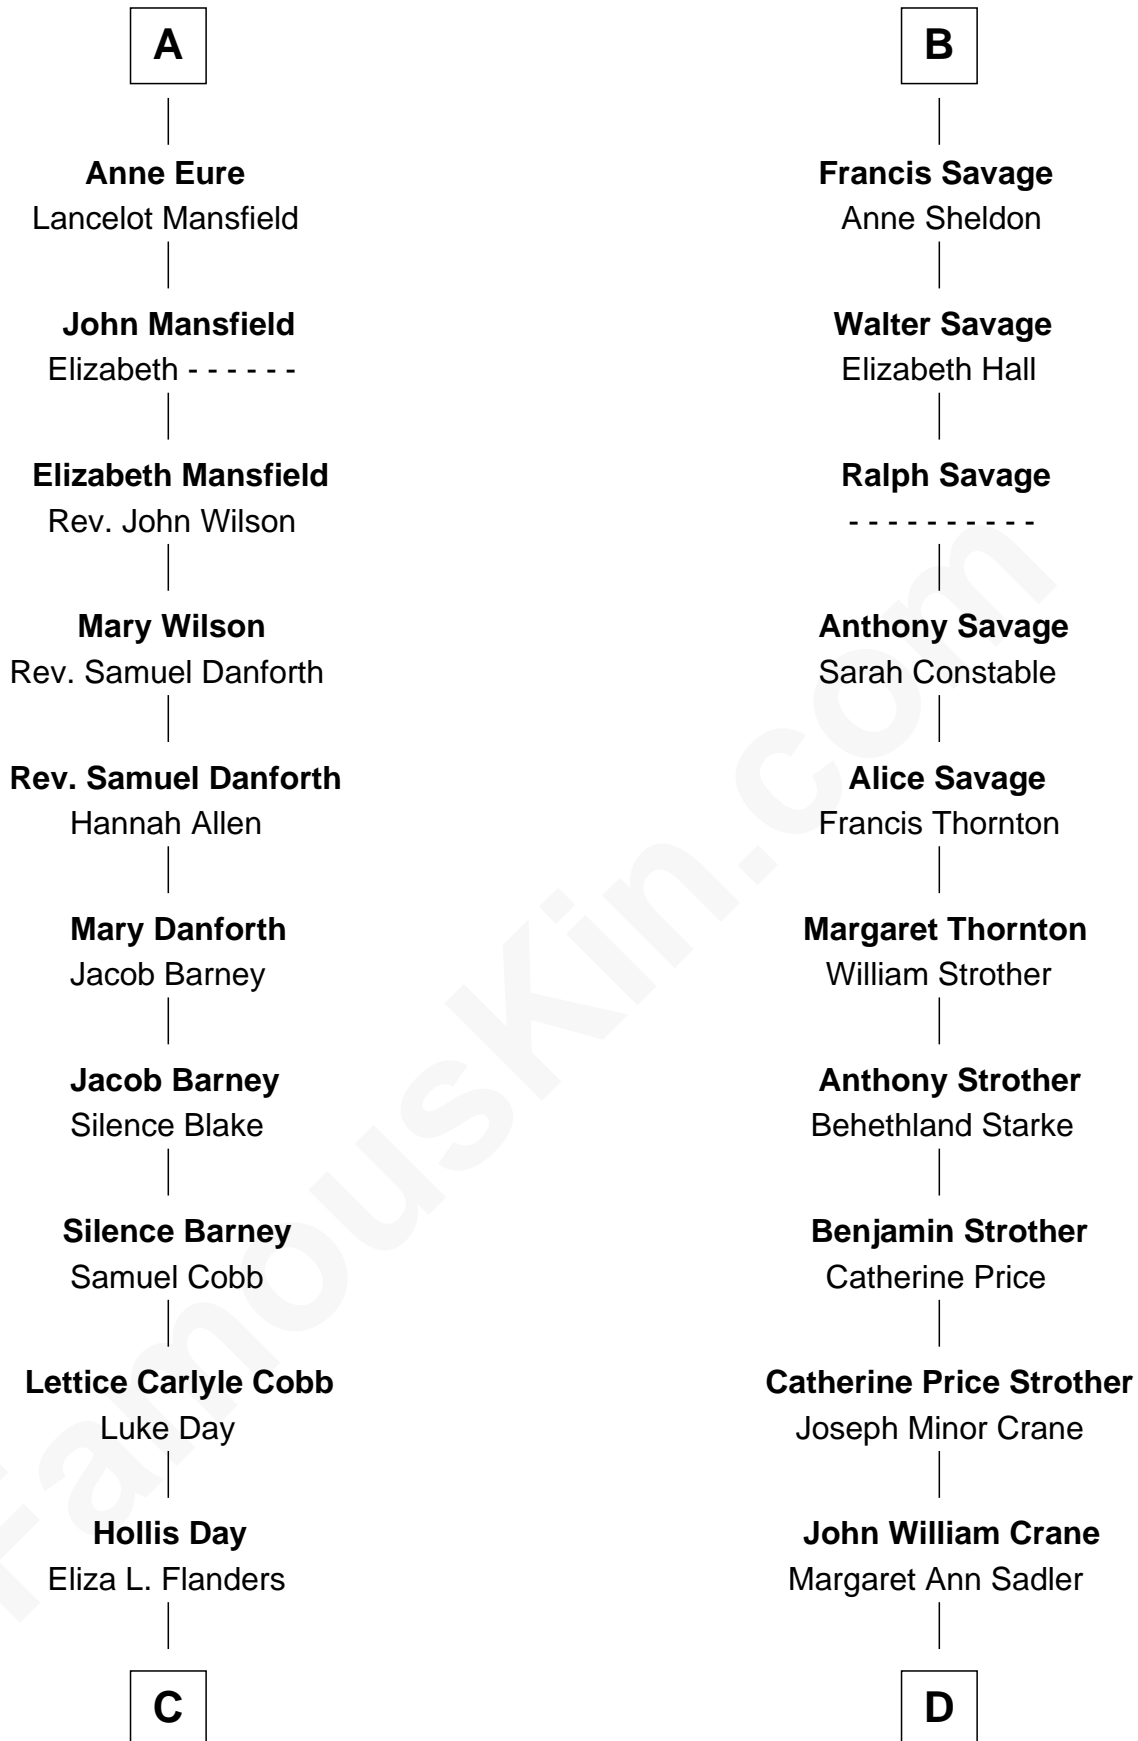 A
Anne Eure
Lancelot Mansfield
John Mansfield
Elizabeth - - - - - -
Elizabeth Mansfield
Rev. John Wilson
Mary Wilson
Rev. Samuel Danforth
Rev. Samuel Danforth
Hannah Allen
Mary Danforth
Jacob Barney
Jacob Barney
Silence Blake
Silence Barney
Samuel Cobb
Lettice Carlyle Cobb
Luke Day
Hollis Day
Eliza L. Flanders
C
B
Francis Savage
Anne Sheldon
Walter Savage
Elizabeth Hall
Ralph Savage
- - - - - - - - - -
Anthony Savage
Sarah Constable
Alice Savage
Francis Thornton
Margaret Thornton
William Strother
Anthony Strother
Behethland Starke
Benjamin Strother
Catherine Price
Catherine Price Strother
Joseph Minor Crane
John William Crane
Margaret Ann Sadler
D
FamousKin.com